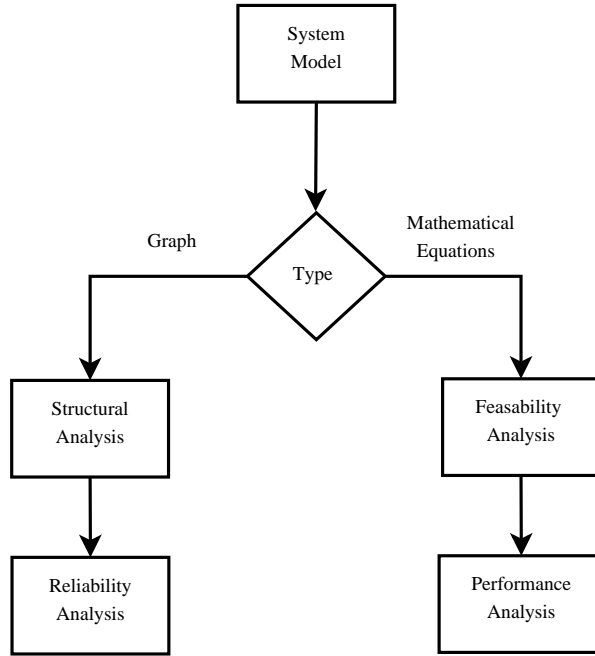 System
Model
Graph
Mathematical
Equations
Type
Structural
Analysis
Feasability
Analysis
Reliability
Analysis
Performance
Analysis